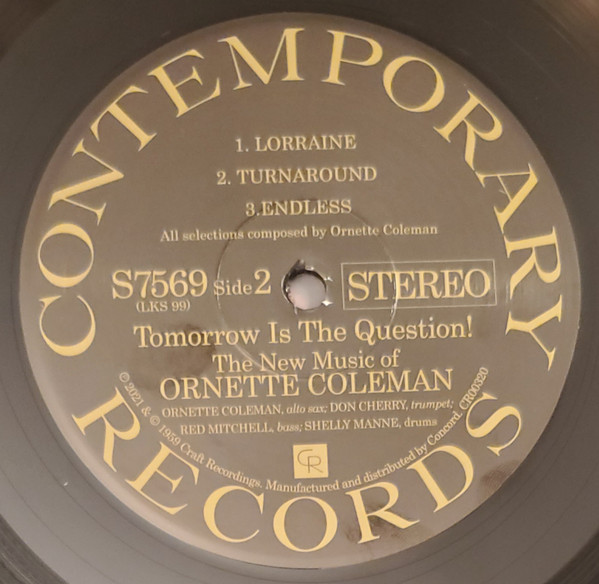 CONTEMPORARY
1. LORRAINE
2. TURNAROUND
3.ENDLESS
All selections composed by Ornette Coleman
S7569 Side 2 STEREO
(LKS 99)
Tomorrow Is The Question!
The New Music of
ORNETTE COLEMAN
ORNETTE COLEMAN, alto sax; DON CHERRY, trumpet;
RED MITCHELL, bass; SHELLY MANNE, drums
CR
℗ 2021 & © 1959 Craft Recordings. Manufactured and distributed by Concord. CR00320
RECORDS